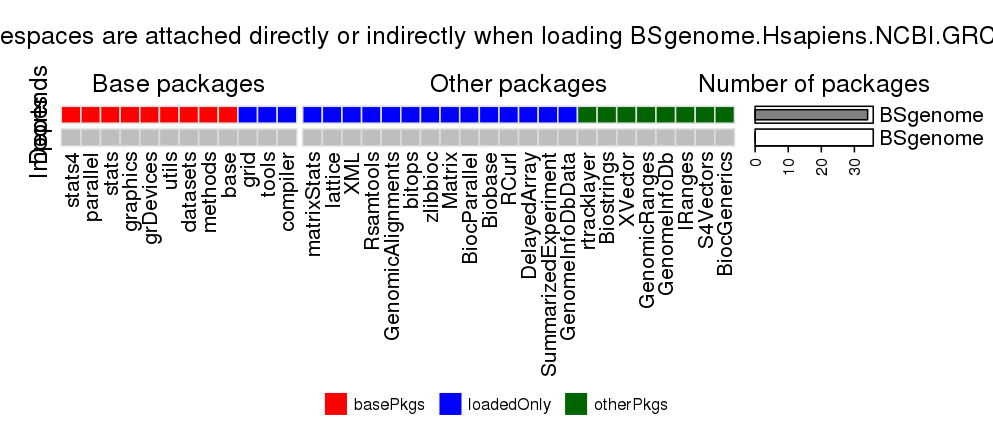 espaces are attached directly or indirectly when loading BSgenome.Hsapiens.NCBI.GRC
Base packages
Other packages
Number of packages
Depends
Imports
BSgenome
BSgenome
0
10
20
30
stats4
parallel
stats
graphics
grDevices
utils
datasets
methods
base
grid
tools
compiler
matrixStats
lattice
XML
Rsamtools
GenomicAlignments
bitops
zlibbioc
Matrix
BiocParallel
Biobase
RCurl
DelayedArray
SummarizedExperiment
GenomeInfoDbData
rtracklayer
Biostrings
XVector
GenomicRanges
GenomeInfoDb
IRanges
S4Vectors
BiocGenerics
basePkgs
loadedOnly
otherPkgs